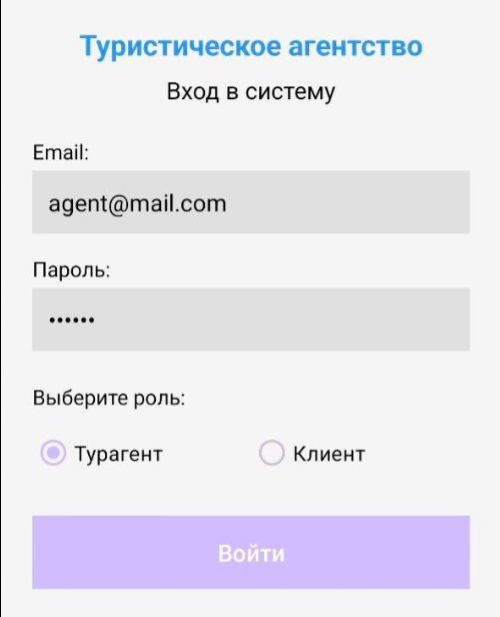 Туристическое агентство
Вход в систему
Email:
agent@mail.com
Пароль:
••••••
Выберите роль:
Турагент Клиент
Войти